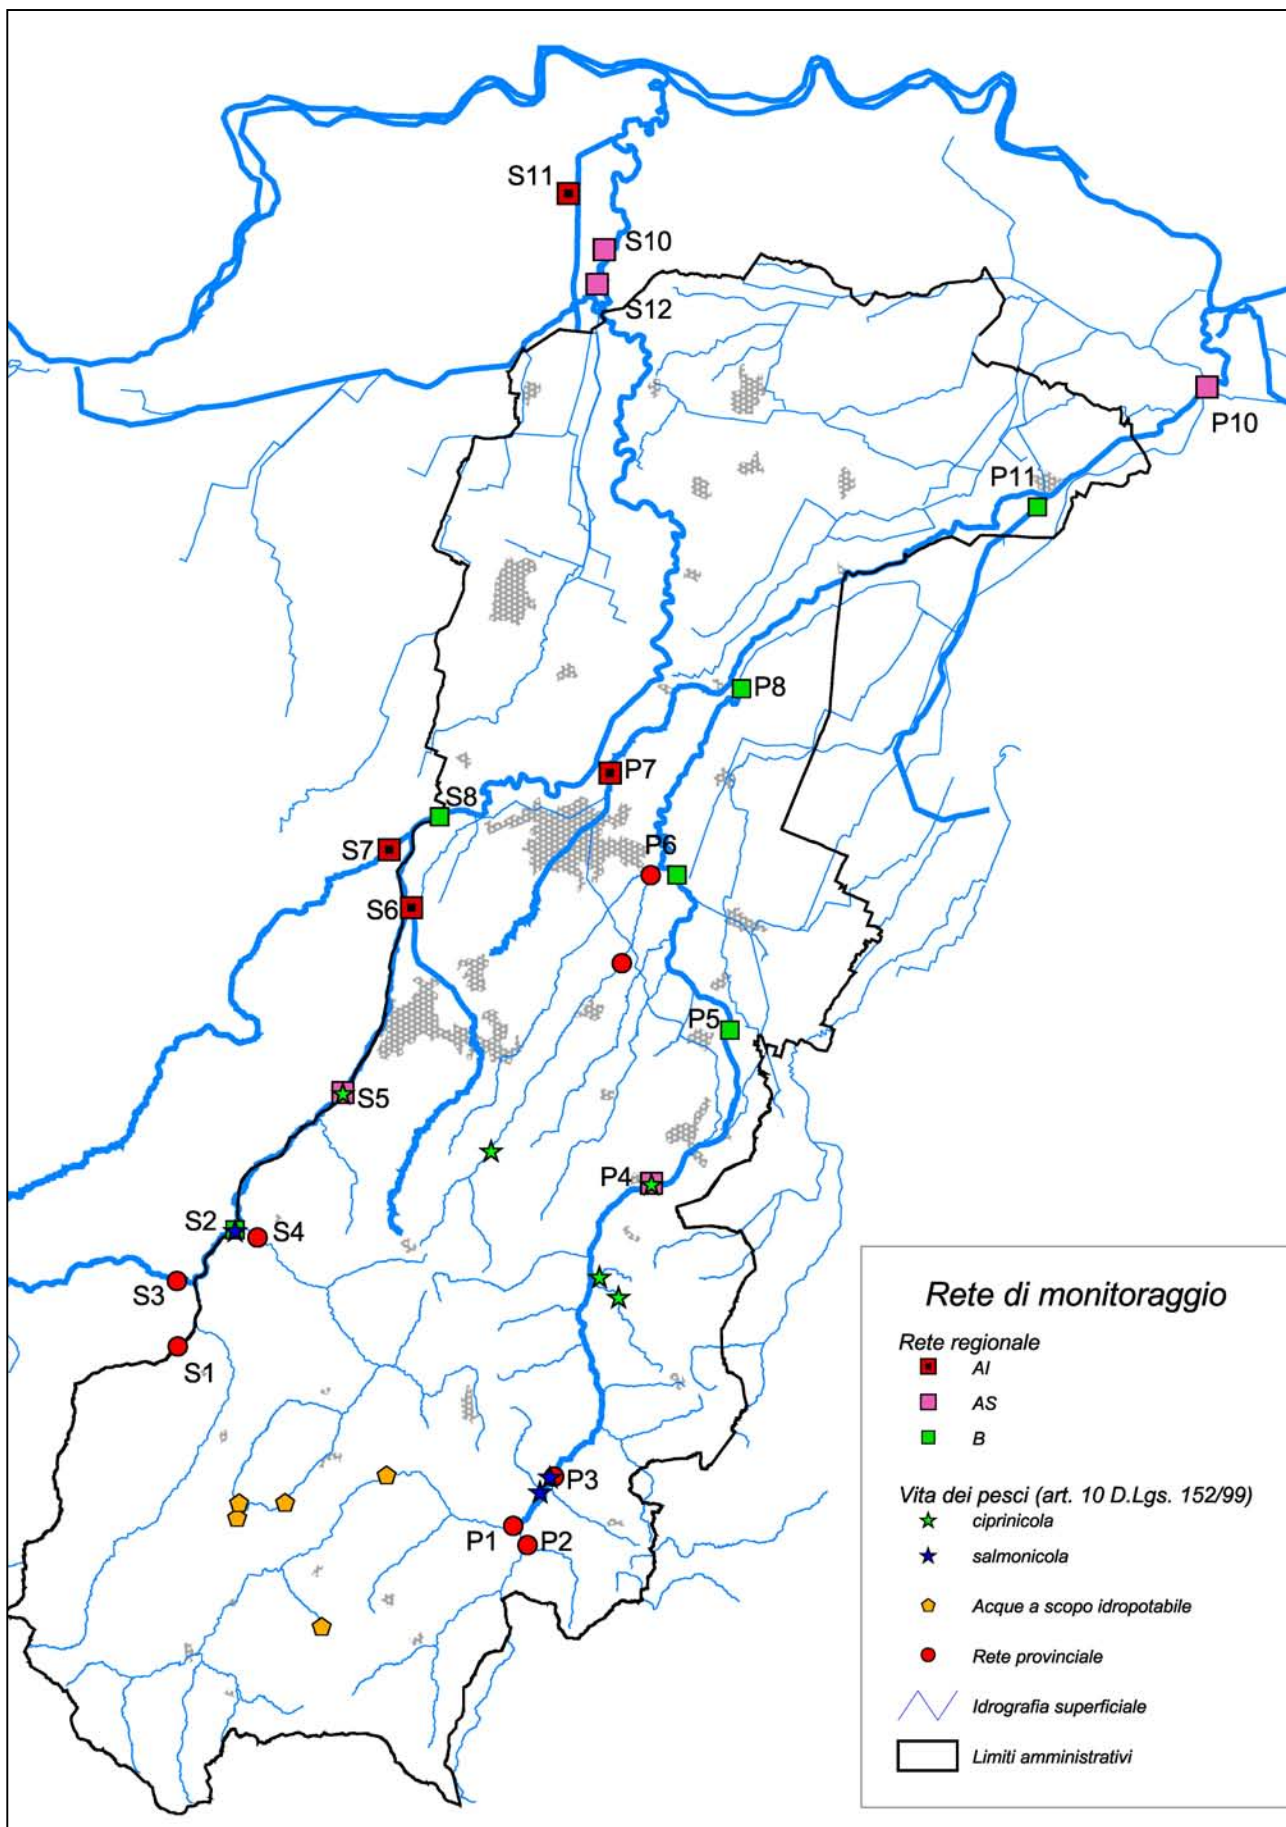 S11
S10
S12
P10
P11
P8
P7
S8
S7
P6
S6
P5
S5
P4
S2
S4
S3
S1
P3
P1
P2
Rete di monitoraggio
Rete regionale
AI
AS
B
Vita dei pesci (art. 10 D.Lgs. 152/99)
ciprinicola
salmonicola
Acque a scopo idropotabile
Rete provinciale
Idrografia superficiale
Limiti amministrativi